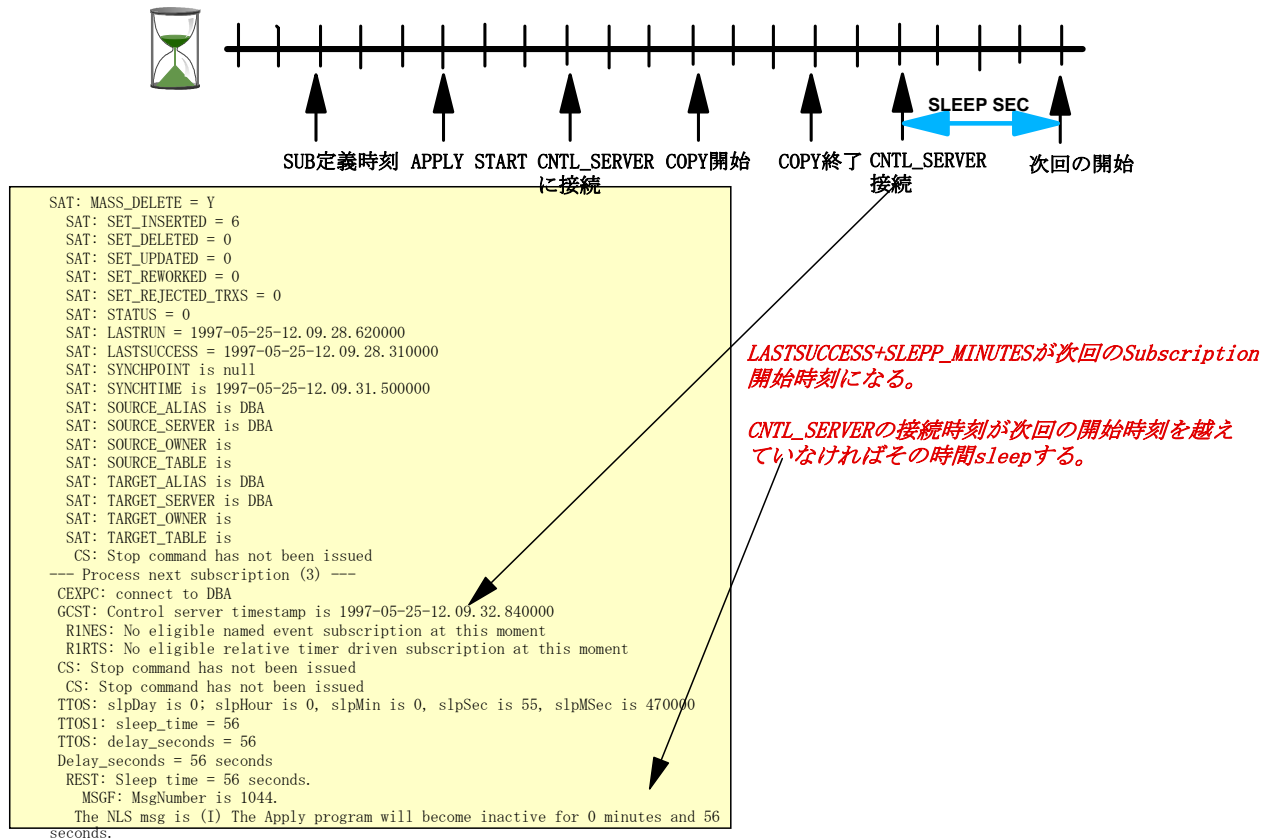 SLEEP SEC
SUB定義時刻 APPLY START CNTL_SERVER COPY開始 COPY終了 CNTL_SERVER 次回の開始
に接続 接続
SAT: MASS_DELETE = Y
SAT: SET_INSERTED = 6
SAT: SET_DELETED = 0
SAT: SET_UPDATED = 0
SAT: SET_REWORKED = 0
SAT: SET_REJECTED_TRXS = 0
SAT: STATUS = 0
SAT: LASTRUN = 1997-05-25-12.09.28.620000
SAT: LASTSUCCESS = 1997-05-25-12.09.28.310000
SAT: SYNCHPOINT is null
SAT: SYNCHTIME is 1997-05-25-12.09.31.500000
SAT: SOURCE_ALIAS is DBA
SAT: SOURCE_SERVER is DBA
SAT: SOURCE_OWNER is
SAT: SOURCE_TABLE is
SAT: TARGET_ALIAS is DBA
SAT: TARGET_SERVER is DBA
SAT: TARGET_OWNER is
SAT: TARGET_TABLE is
CS: Stop command has not been issued
--- Process next subscription (3) ---
CEXPC: connect to DBA
GCST: Control server timestamp is 1997-05-25-12.09.32.840000
R1NES: No eligible named event subscription at this moment
R1RTS: No eligible relative timer driven subscription at this moment
CS: Stop command has not been issued
CS: Stop command has not been issued
TTOS: slpDay is 0; slpHour is 0, slpMin is 0, slpSec is 55, slpMSec is 470000
TTOS1: sleep_time = 56
TTOS: delay_seconds = 56
Delay_seconds = 56 seconds
REST: Sleep time = 56 seconds.
MSGF: MsgNumber is 1044.
The NLS msg is (I) The Apply program will become inactive for 0 minutes and 56
seconds.
LASTSUCCESS+SLEPP_MINUTESが次回のSubscription
開始時刻になる。
CNTL_SERVERの接続時刻が次回の開始時刻を越え
ていなければその時間sleepする。